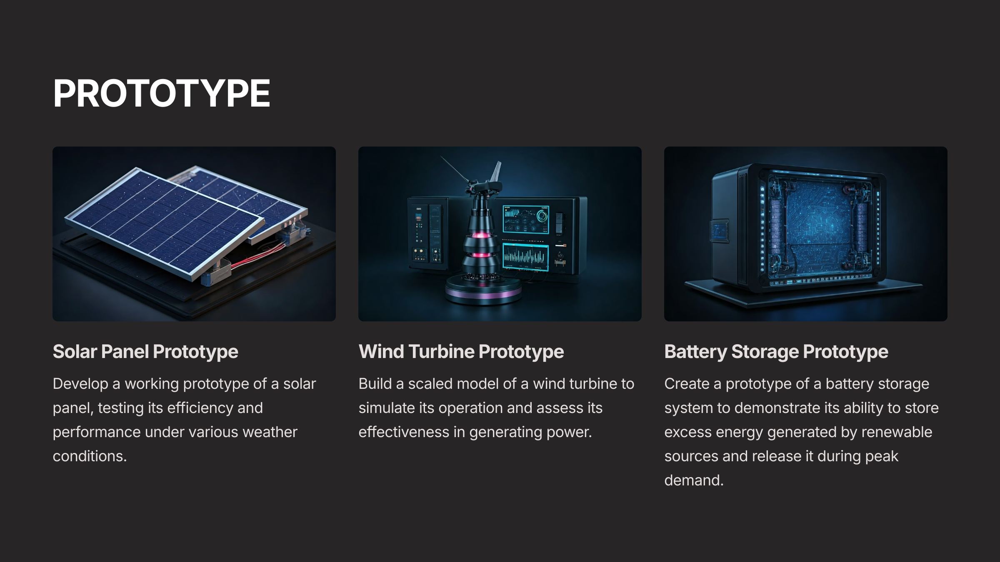 PROTOTYPE
Solar Panel Prototype
Develop a working prototype of a solar
panel, testing its efficiency and
performance under various weather
conditions.
Wind Turbine Prototype
Build a scaled model of a wind turbine to
simulate its operation and assess its
effectiveness in generating power.
Battery Storage Prototype
Create a prototype of a battery storage
system to demonstrate its ability to store
excess energy generated by renewable
sources and release it during peak
demand.